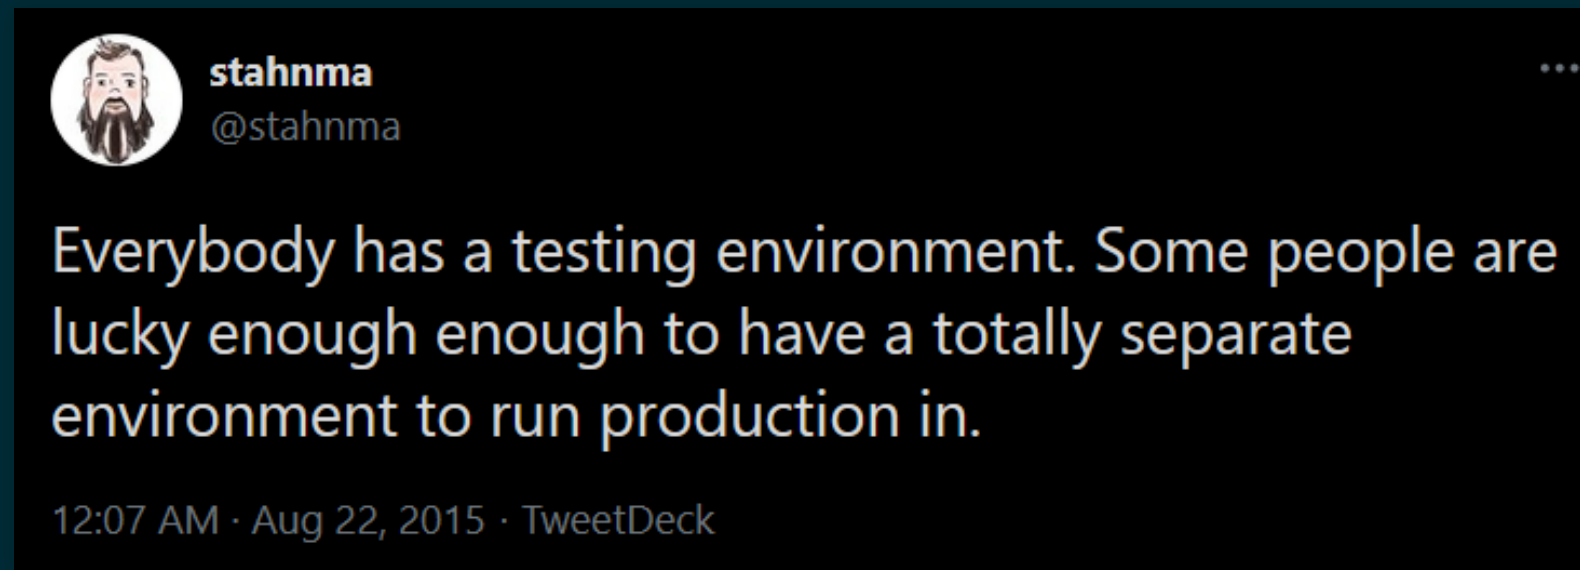 stahnma
@stahnma
Everybody has a testing environment. Some people are
lucky enough enough to have a totally separate
environment to run production in.
12:07 AM · Aug 22, 2015 · TweetDeck